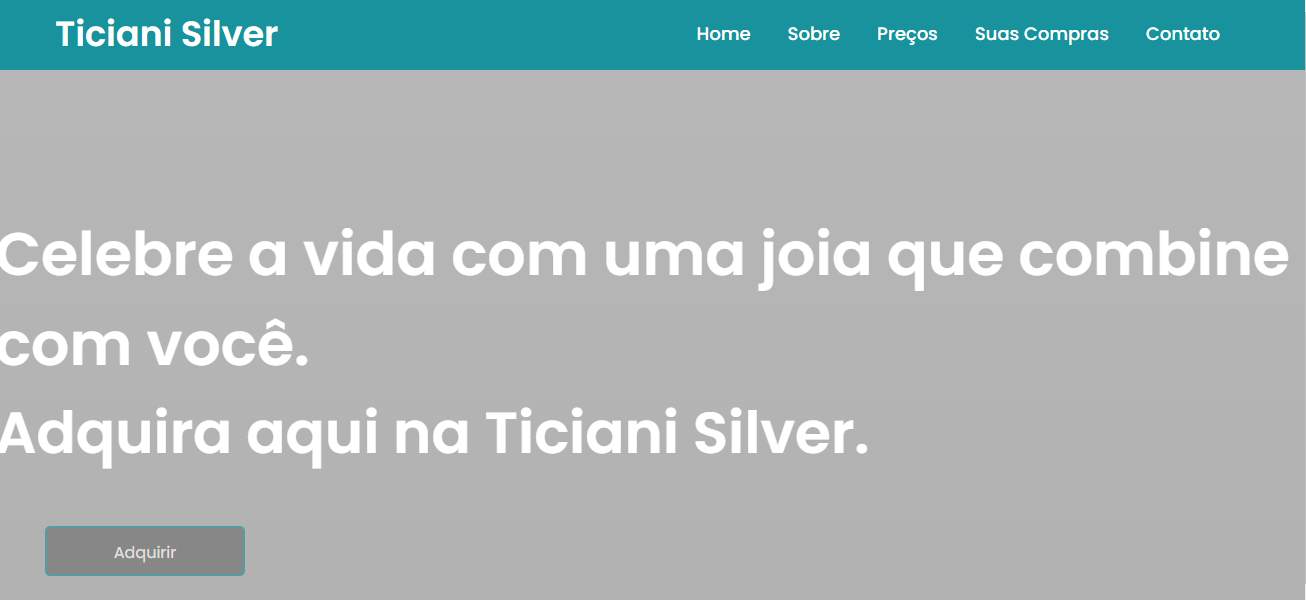 Ticiani Silver
Home Sobre Preços Suas Compras Contato
Celebre a vida com uma joia que combine
com você.
Adquira aqui na Ticiani Silver.
Adquirir